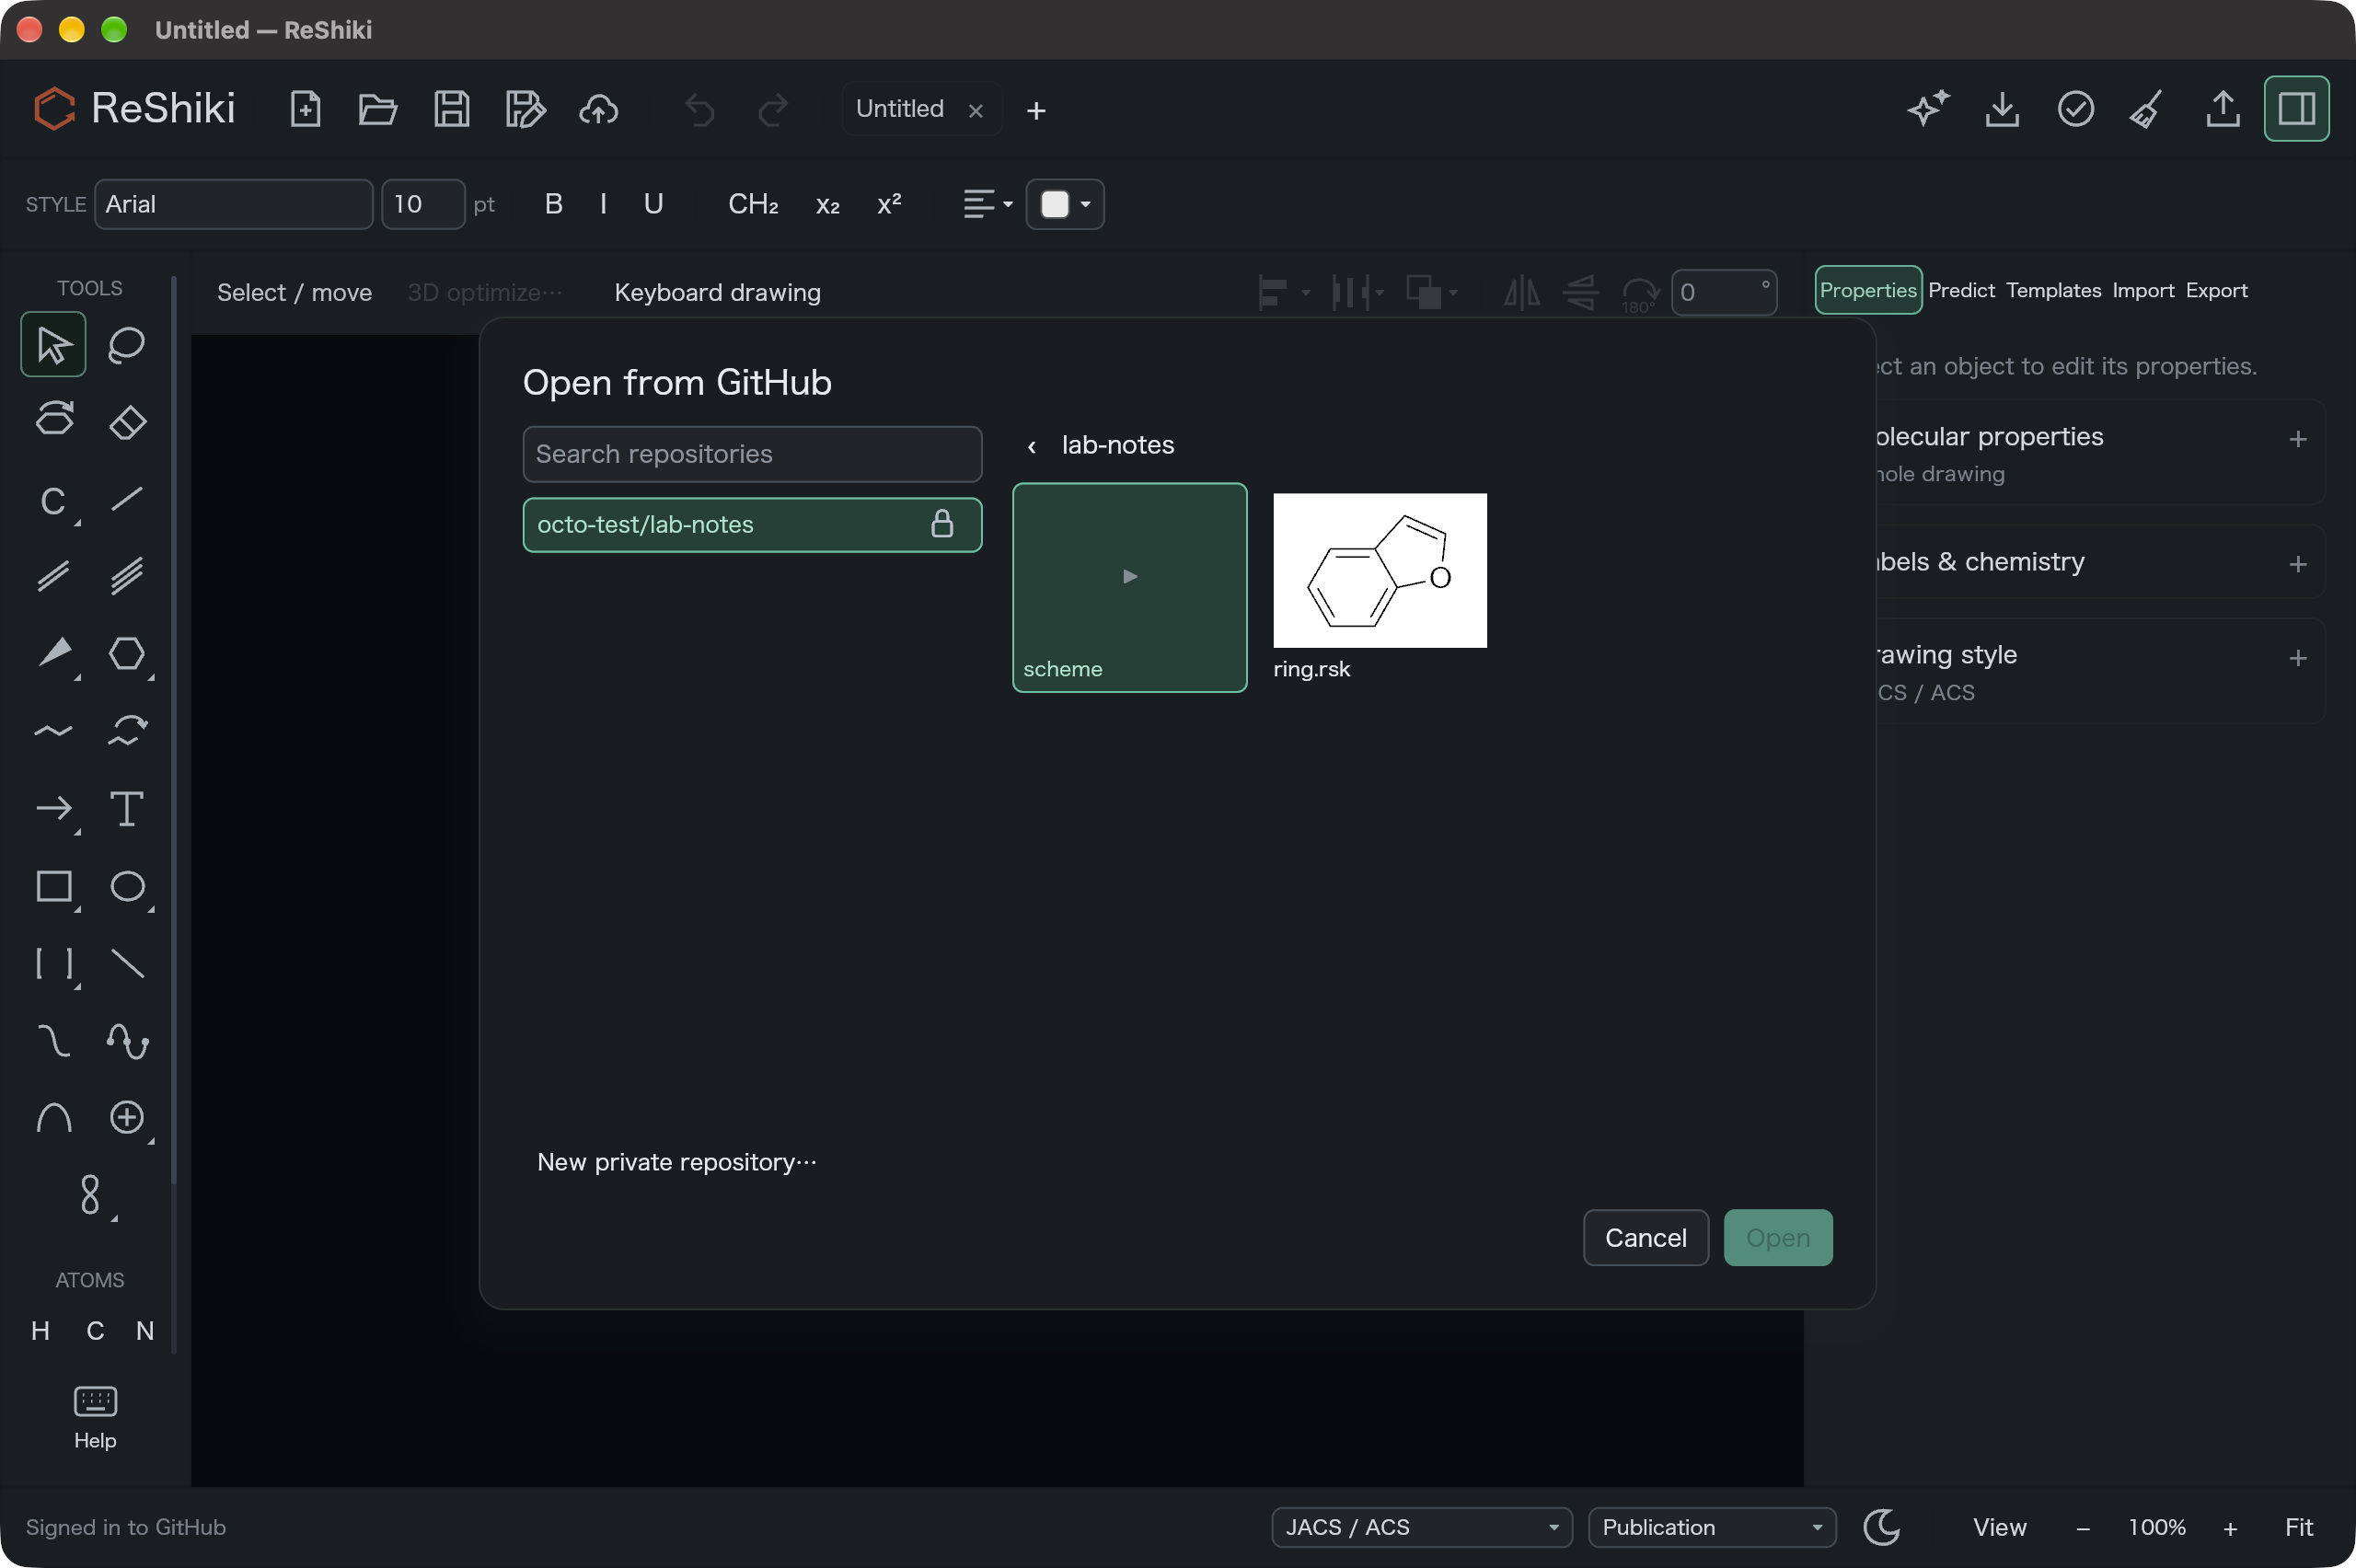 Untitled — ReShiki
ReShiki
Untitled × +
STYLE Arial 10 pt B I U CH₂ x₂ x²
TOOLS
Select / move 3D optimize··· Keyboard drawing
180°
0 °
Properties Predict Templates Import Export
ect an object to edit its properties.
olecular properties +
hole drawing
bels & chemistry +
rawing style +
CS / ACS
C
T
[ ]
ATOMS
H C N
Help
Open from GitHub
Search repositories
octo-test/lab-notes
‹ lab-notes
scheme
O
ring.rsk
New private repository···
Cancel Open
Signed in to GitHub
JACS / ACS Publication View − 100% + Fit